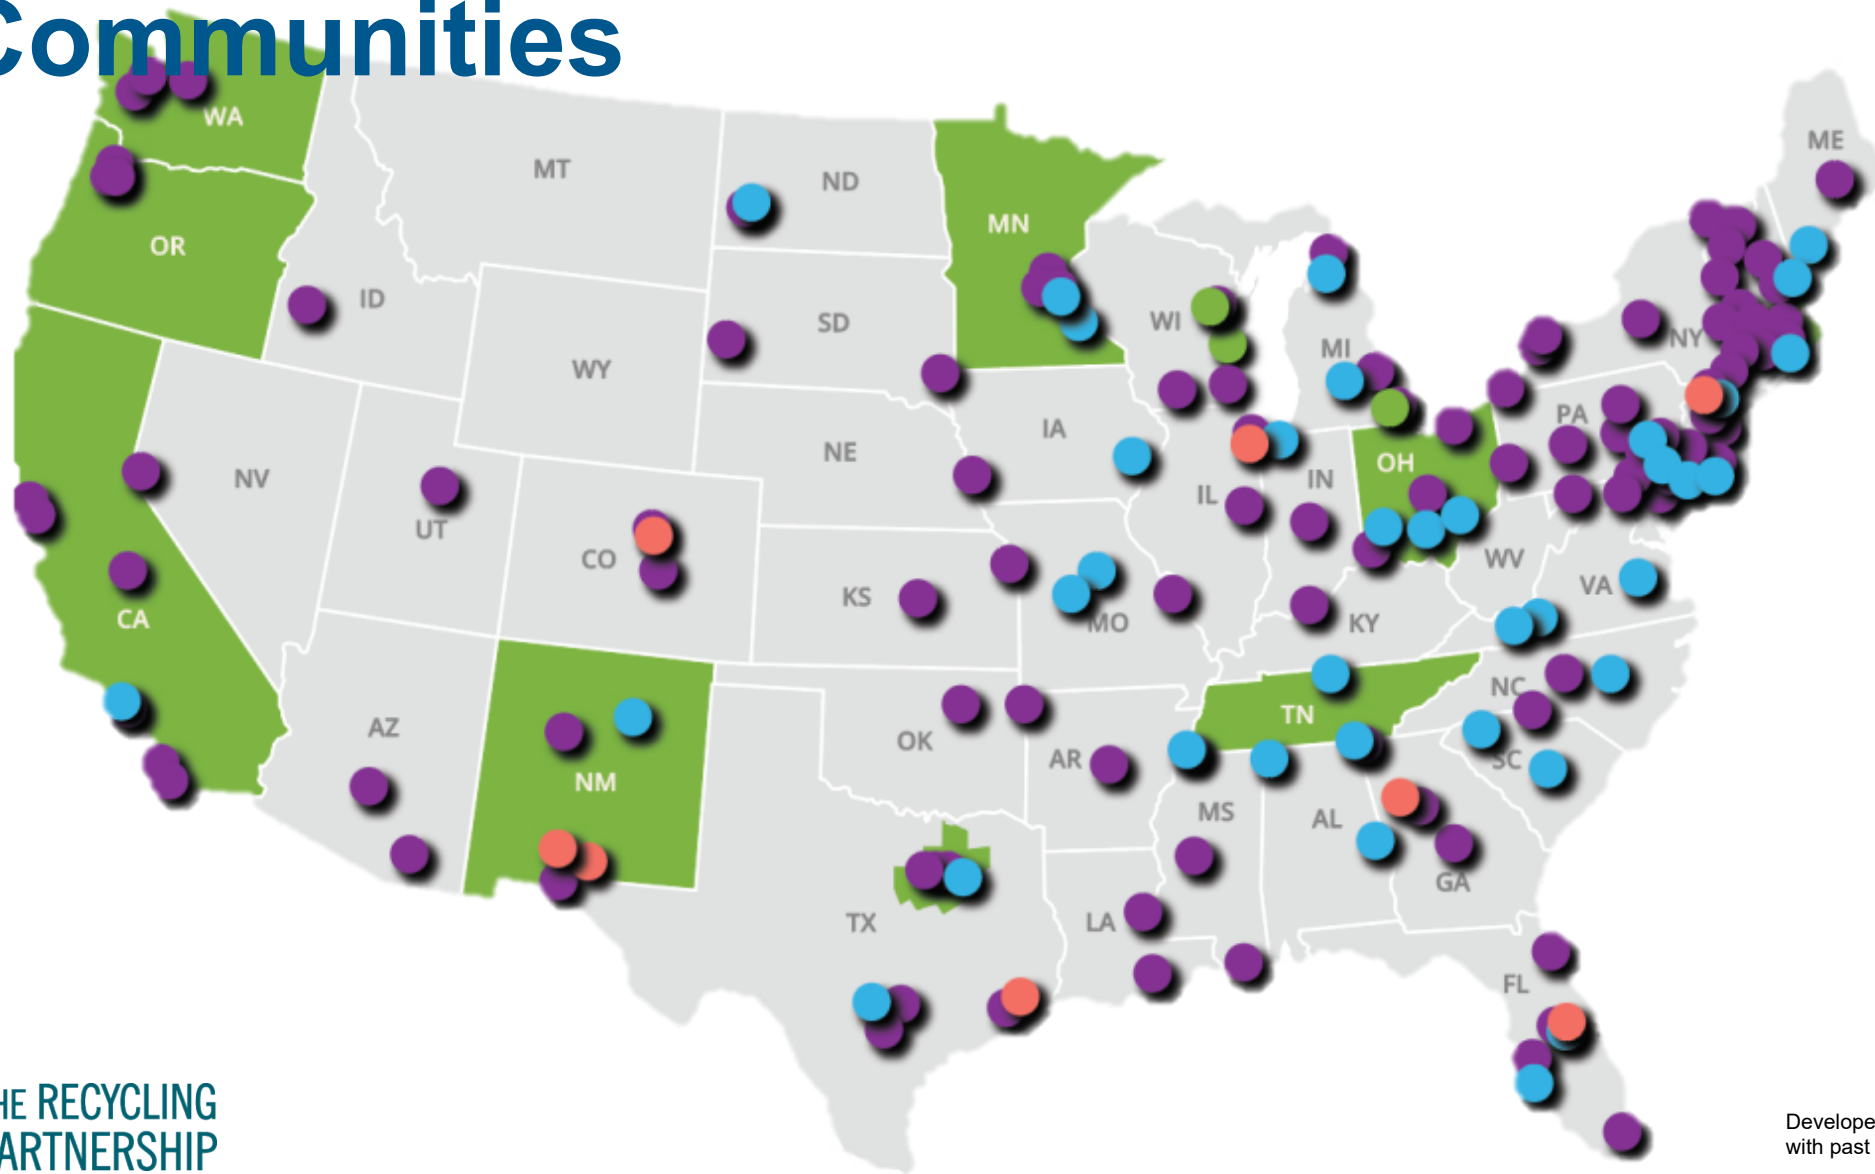 Communities
WA
MT
ND
ME
MN
OR
ID
SD
WI
WY
MI
NY
PA
IA
NE
OH
NV
IL
IN
UT
CO
WV
KS
VA
CA
MO
KY
NC
TN
AZ
OK
AR
SC
NM
MS
AL
GA
TX
LA
FL
HE RECYCLING
ARTNERSHIP
Develope
with past